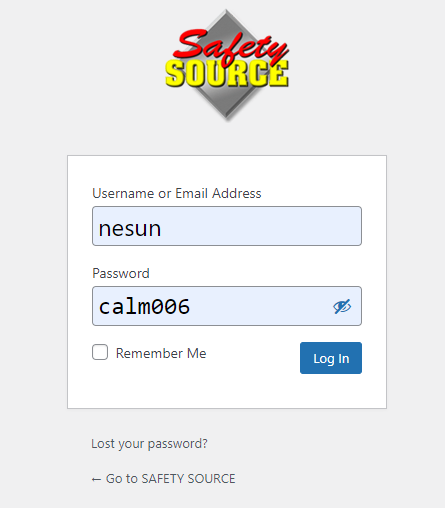 Safety
SOURCE
Username or Email Address
nesun
Password
calm006
Remember Me
Log In
Lost your password?
← Go to SAFETY SOURCE